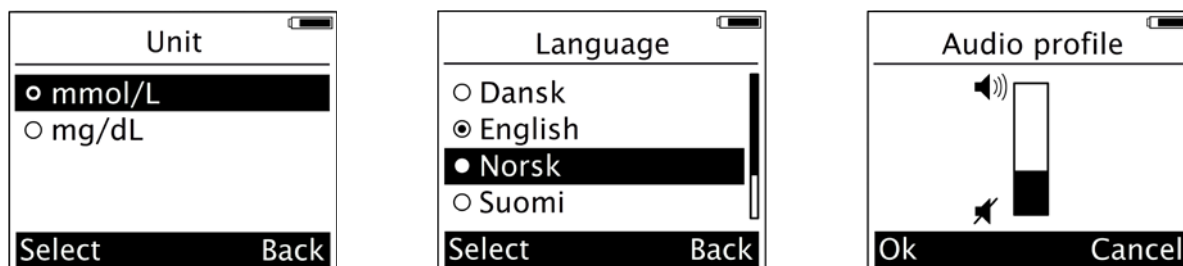 Unit
mmol/L
mg/dL
Select Back
Language
Dansk
English
Norsk
Suomi
Select Back
Audio profile
Ok Cancel